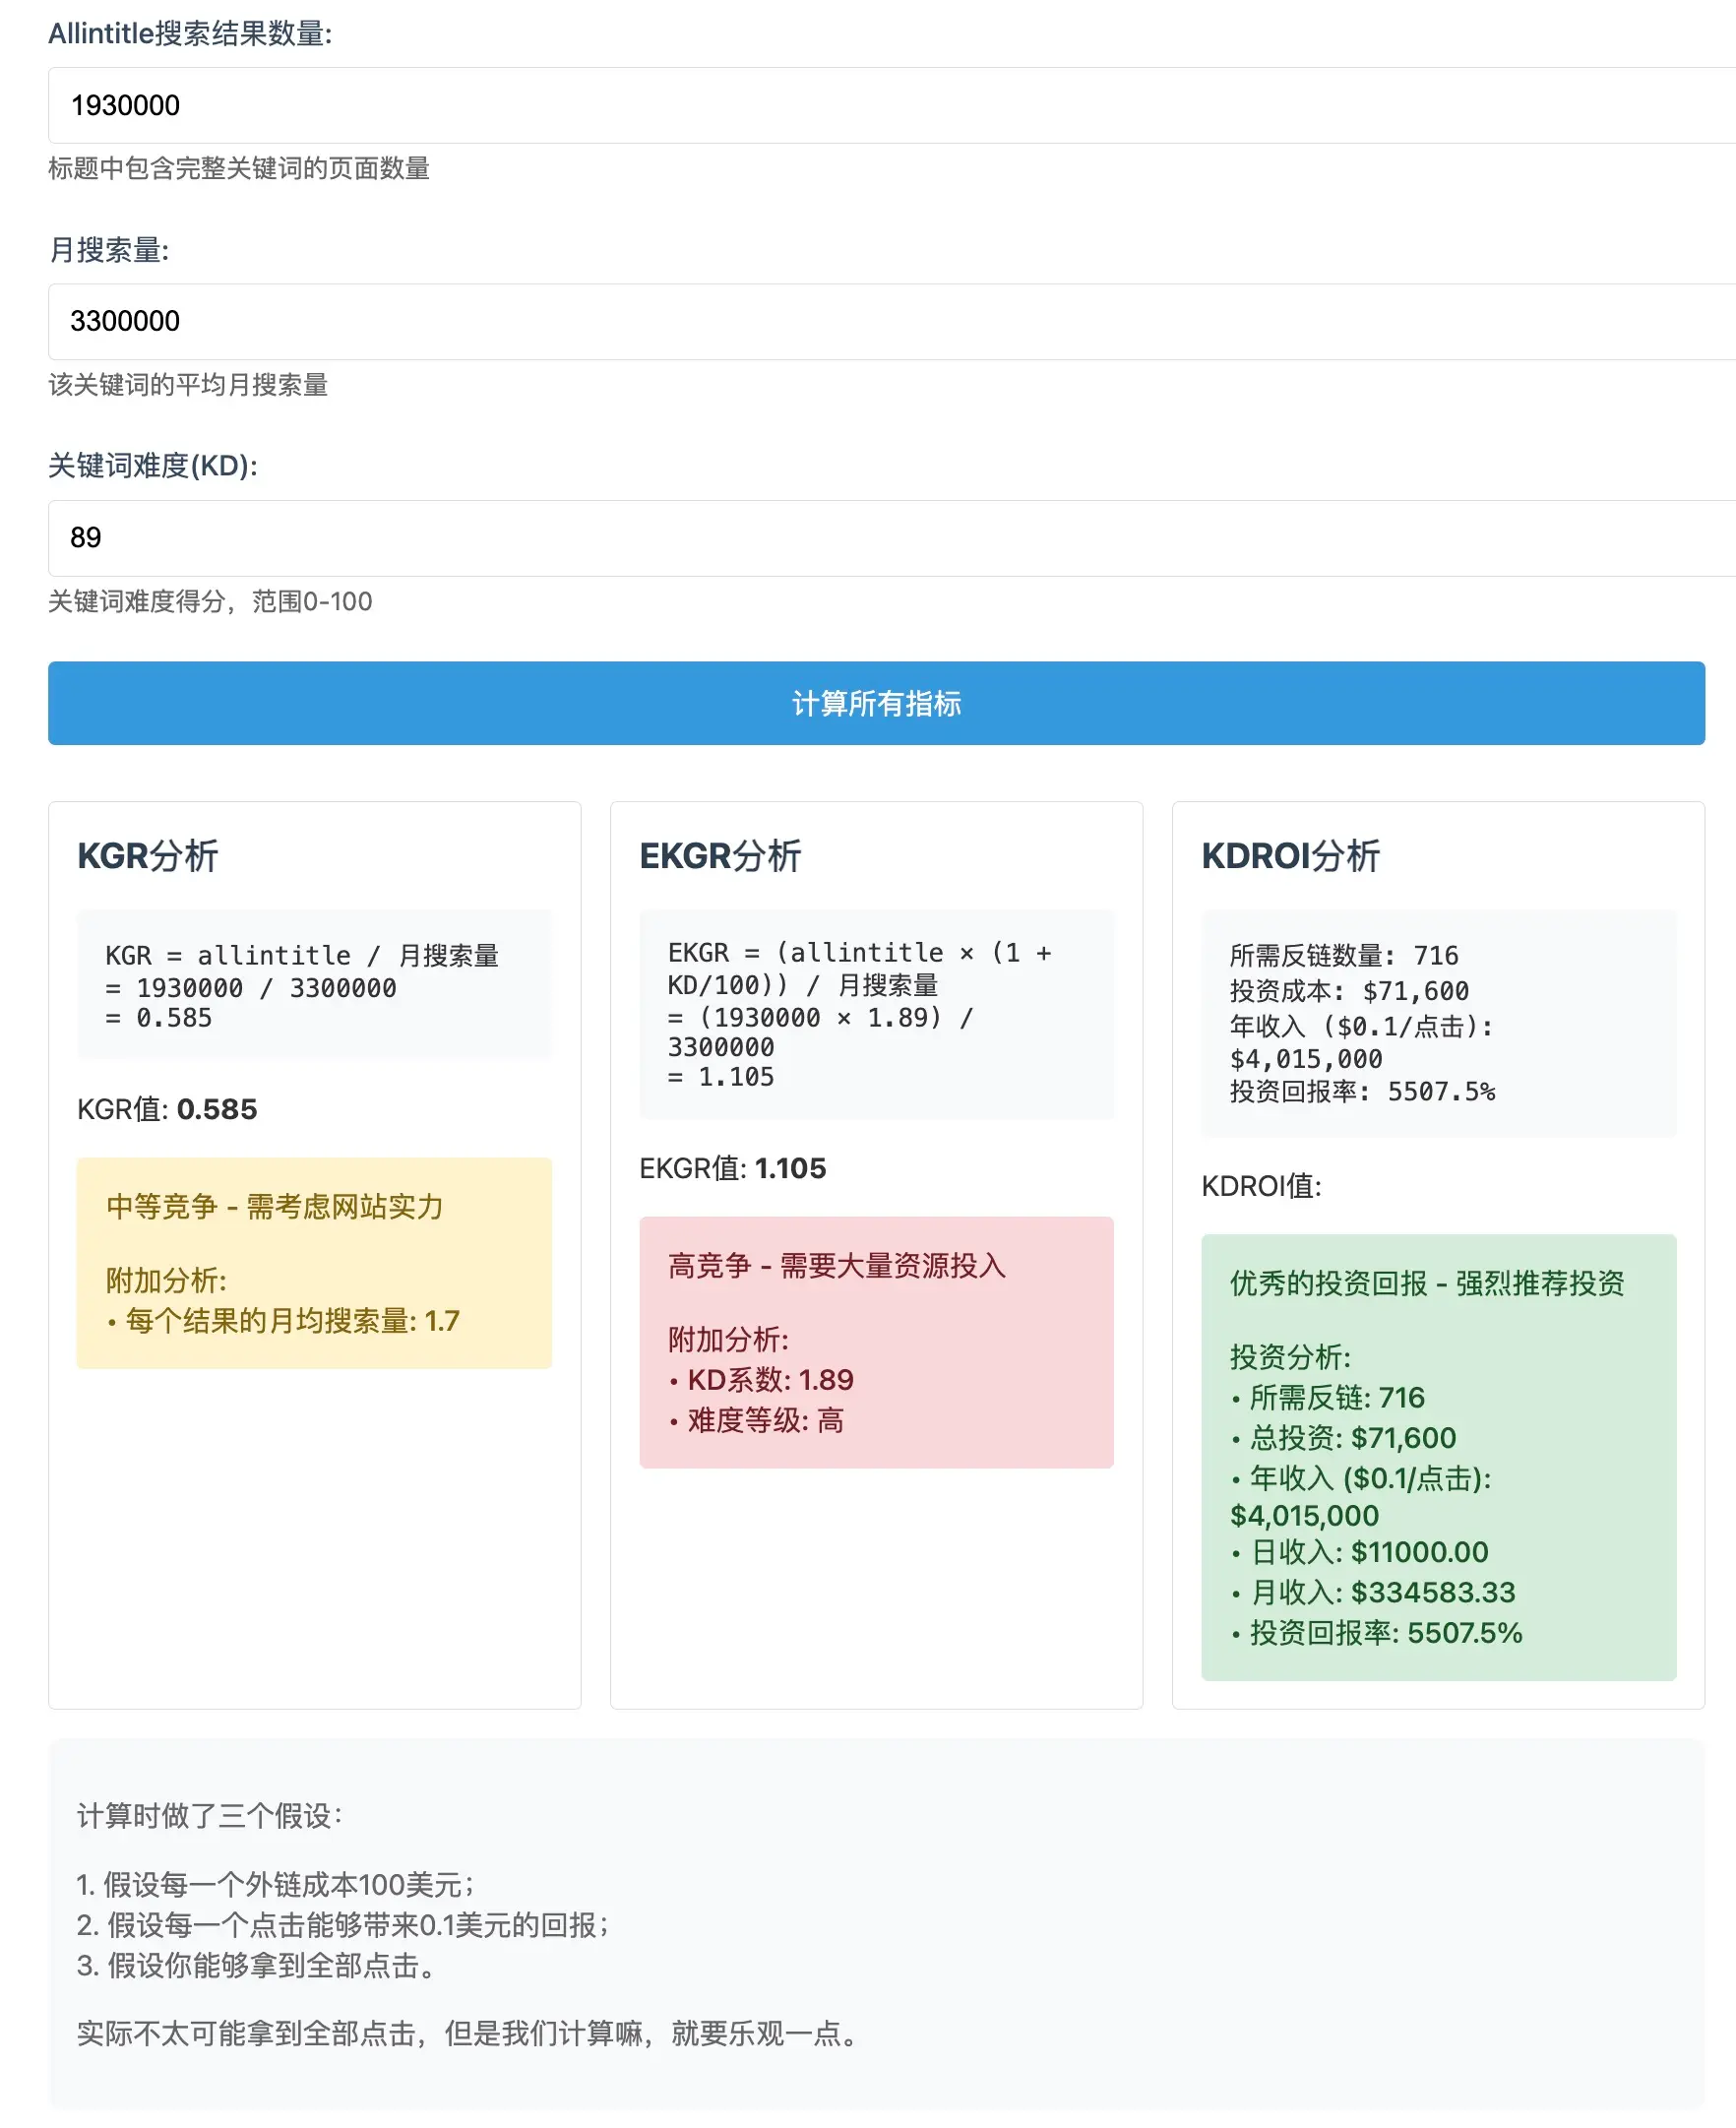 Allintitle搜索结果数量:
1930000
标题中包含完整关键词的页面数量
月搜索量:
3300000
该关键词的平均月搜索量
关键词难度(KD):
89
关键词难度得分，范围0-100
计算所有指标
KGR分析
KGR = allintitle / 月搜索量
= 1930000 / 3300000
= 0.585
KGR值: 0.585
中等竞争 - 需考虑网站实力
附加分析:
• 每个结果的月均搜索量: 1.7
EKGR分析
EKGR = (allintitle × (1 +
KD/100)) / 月搜索量
= (1930000 × 1.89) /
3300000
= 1.105
EKGR值: 1.105
高竞争 - 需要大量资源投入
附加分析:
• KD系数: 1.89
• 难度等级: 高
KDROI分析
所需反链数量: 716
投资成本: $71,600
年收入 ($0.1/点击):
$4,015,000
投资回报率: 5507.5%
KDROI值:
优秀的投资回报 - 强烈推荐投资
投资分析:
• 所需反链: 716
• 总投资: $71,600
• 年收入 ($0.1/点击):
$4,015,000
• 日收入: $11000.00
• 月收入: $334583.33
• 投资回报率: 5507.5%
计算时做了三个假设：
1. 假设每一个外链成本100美元；
2. 假设每一个点击能够带来0.1美元的回报；
3. 假设你能够拿到全部点击。
实际不太可能拿到全部点击，但是我们计算嘛，就要乐观一点。